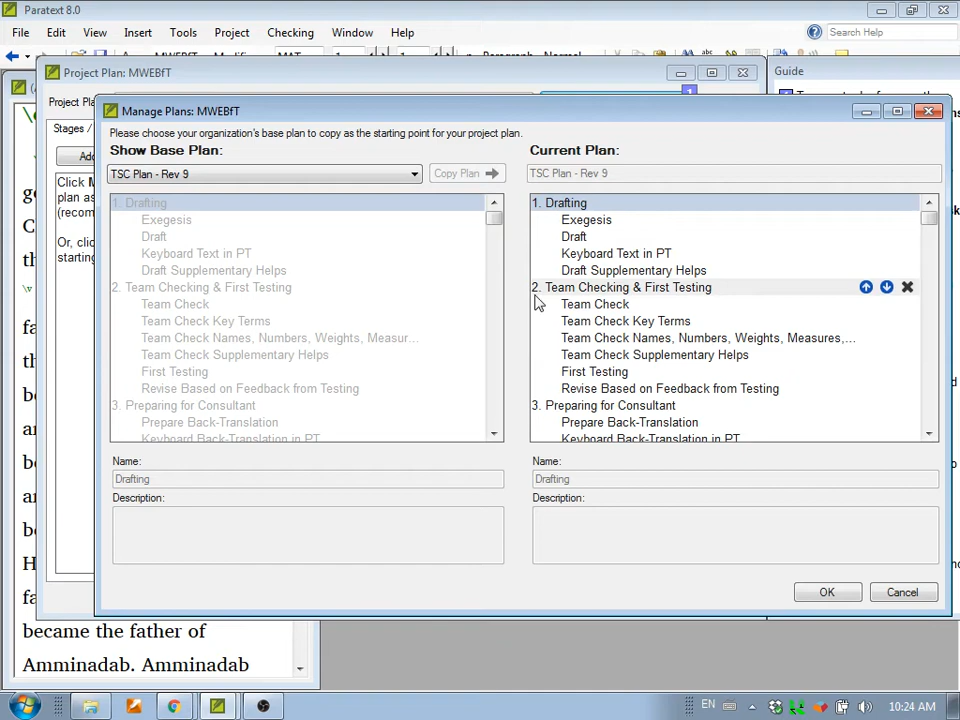 Paratext 8.0
File Edit View Insert Tools Project Checking Window Help
Search Help
Project Plan: MWEBfT
Guide
Manage Plans: MWEBfT
Project Pla
Stages /
Add
Please choose your organization's base plan to copy as the starting point for your project plan.
Show Base Plan:
Current Plan:
TSC Plan - Rev 9
Copy Plan
TSC Plan - Rev 9
1. Drafting
Exegesis
Draft
Keyboard Text in PT
Draft Supplementary Helps
2. Team Checking & First Testing
Team Check
Team Check Key Terms
Team Check Names, Numbers, Weights, Measur...
Team Check Supplementary Helps
First Testing
Revise Based on Feedback from Testing
3. Preparing for Consultant
Prepare Back-Translation
Keyboard Back-Translation in PT
1. Drafting
Exegesis
Draft
Keyboard Text in PT
Draft Supplementary Helps
2. Team Checking & First Testing
Team Check
Team Check Key Terms
Team Check Names, Numbers, Weights, Measures,...
Team Check Supplementary Helps
First Testing
Revise Based on Feedback from Testing
3. Preparing for Consultant
Prepare Back-Translation
Keyboard Back-Translation in PT
Name:
Drafting
Description:
Name:
Drafting
Description:
OK
Cancel
Click M
plan as
(recom
Or, clic
starting
became the father of
Amminadab. Amminadab
EN
10:24 AM